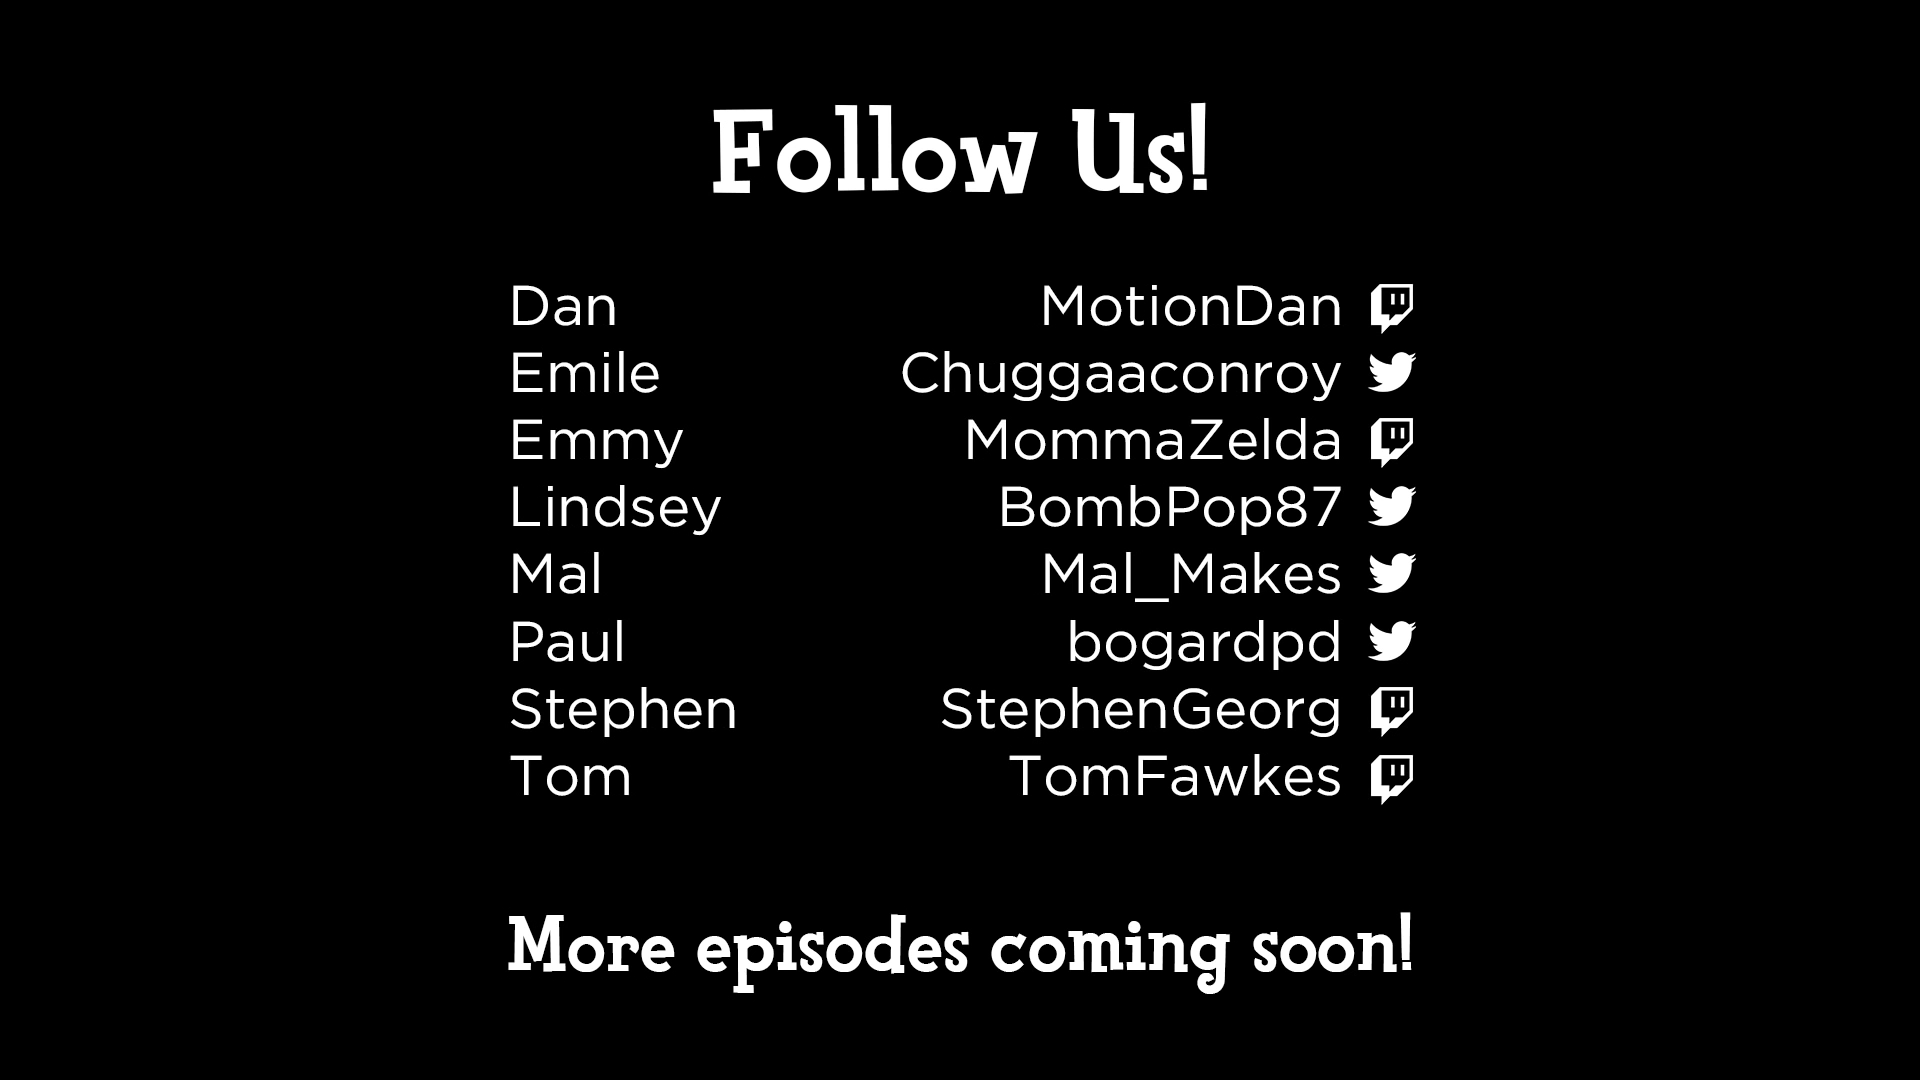 Follow Us!
Dan MotionDan
Emile Chuggaaconroy
Emmy MommaZelda
Lindsey BombPop87
Mal Mal_Makes
Paul bogardpd
Stephen StephenGeorg
Tom TomFawkes
More episodes coming soon!